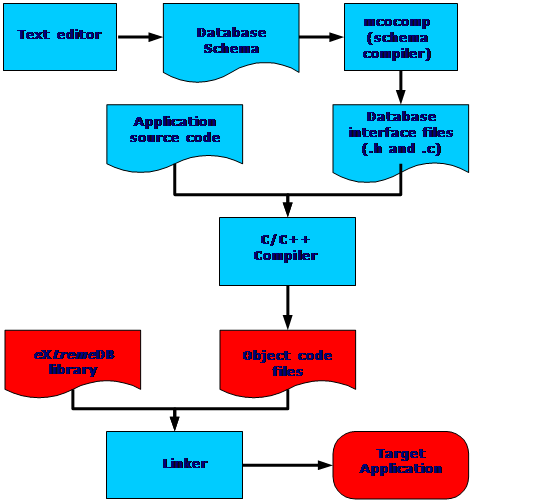 Text editor
Database
Schema
mcocomp
(schema
compiler)
Application
source code
Database
interface files
(.h and .c)
C/C++
Compiler
eXtremeDB
library
Object code
files
Linker
Target
Application